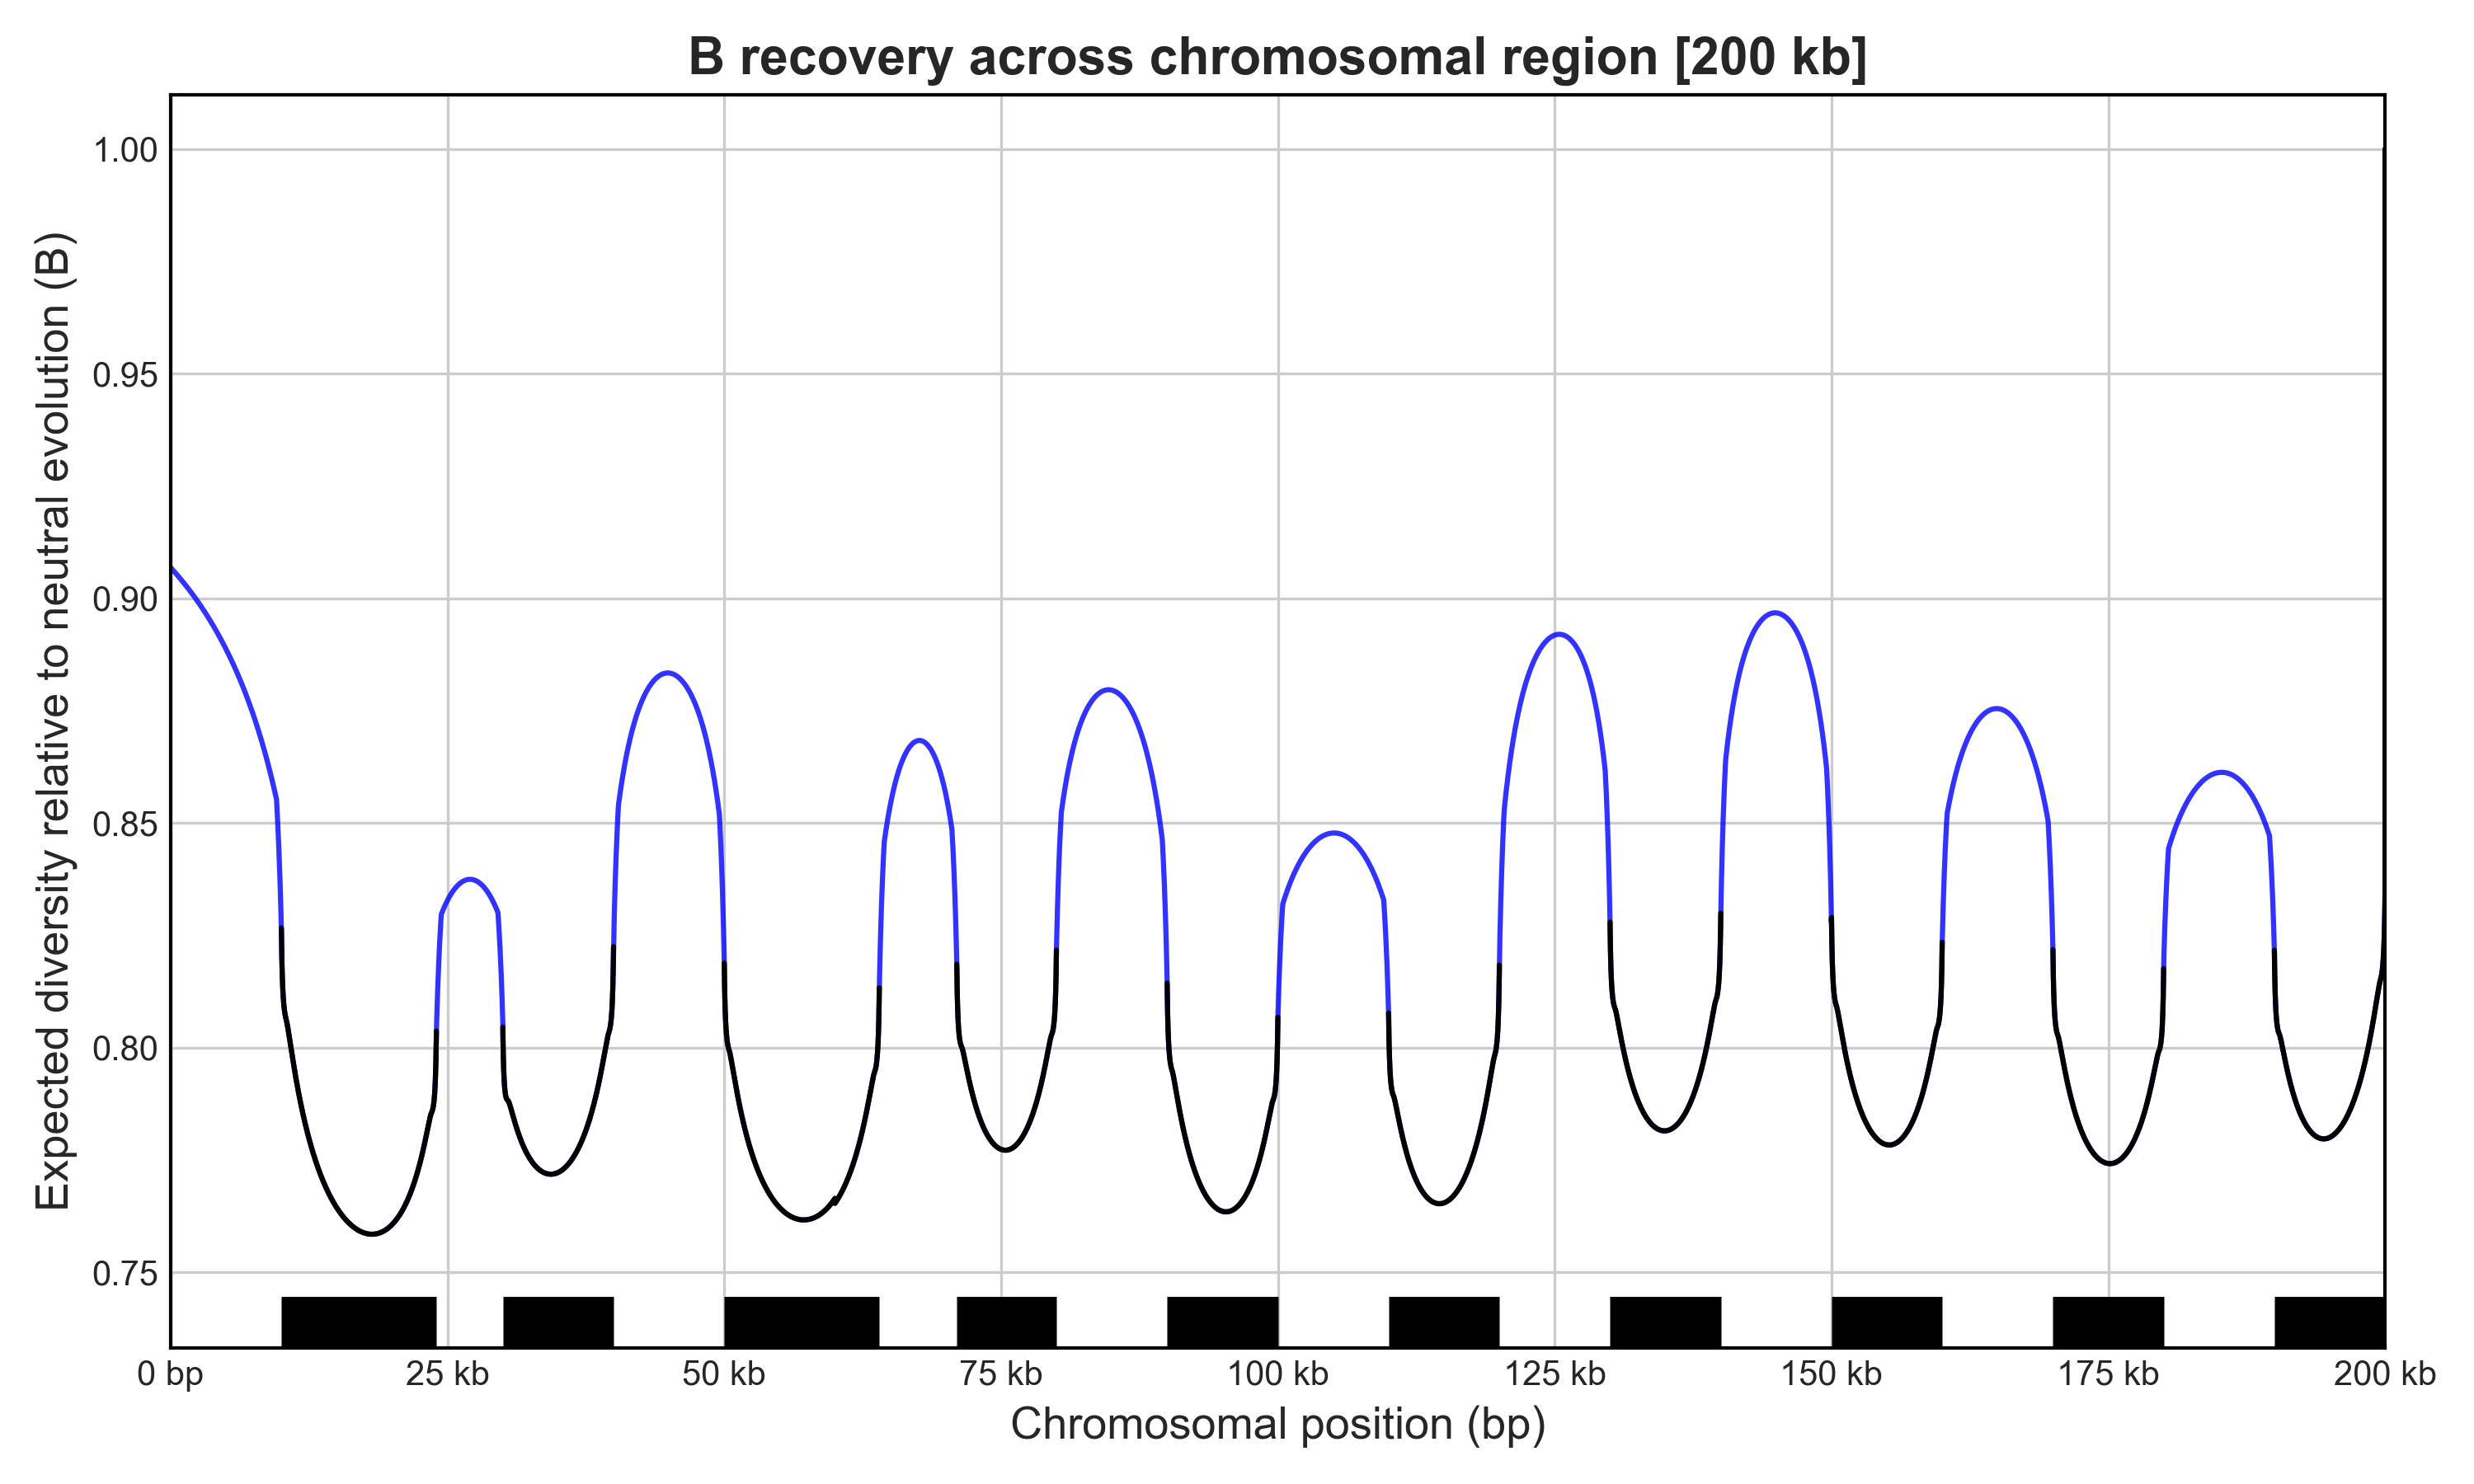 B recovery across chromosomal region [200 kb]
Expected diversity relative to neutral evolution (B)
1.00
0.95
0.90
0.85
0.80
0.75
0 bp 25 kb 50 kb 75 kb 100 kb 125 kb 150 kb 175 kb 200 kb
Chromosomal position (bp)